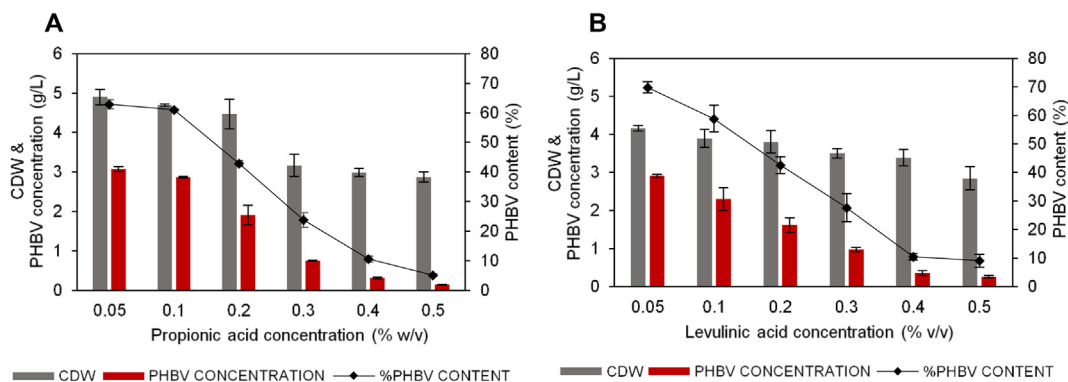 A
CDW &
PHBV concentration (g/L)
6
5
4
3
2
1
0
80
70
60
50
40
30
20
10
0
PHBV content (%)
0.05 0.1 0.2 0.3 0.4 0.5
Propionic acid concentration (% w/v)
CDW PHBV CONCENTRATION %PHBV CONTENT
B
CDW &
PHBV concentration (g/L)
6
5
4
3
2
1
0
80
70
60
50
40
30
20
10
0
PHBV content (%)
0.05 0.1 0.2 0.3 0.4 0.5
Levulinic acid concentration (% v/v)
CDW PHBV CONCENTRATION %PHBV CONTENT